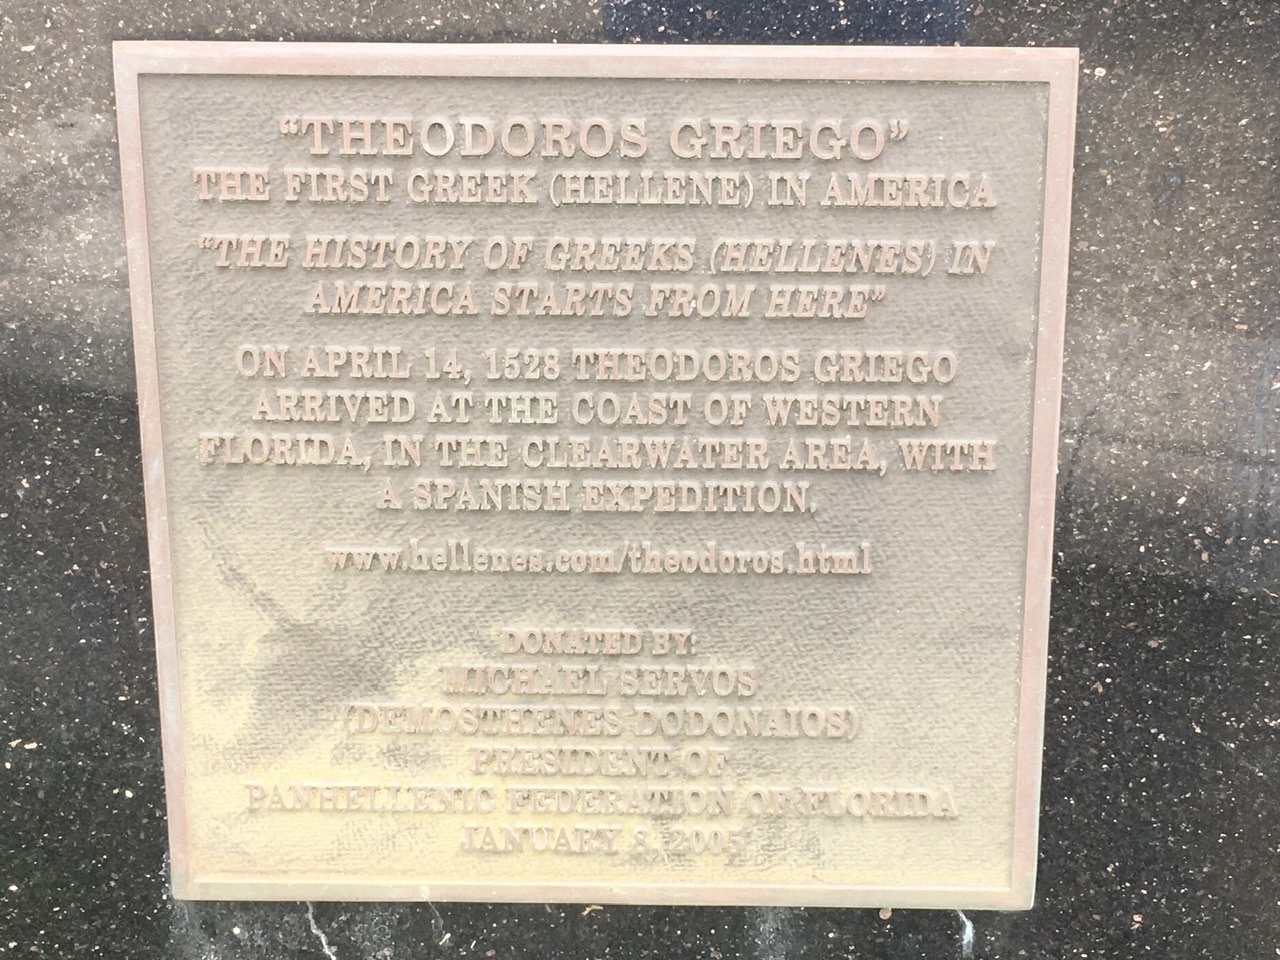 “THEODOROS GRIEGO”
THE FIRST GREEK (HELLENE) IN AMERICA
“THE HISTORY OF GREEKS (HELLENES) IN
AMERICA STARTS FROM HERE”
ON APRIL 14, 1528 THEODOROS GRIEGO
ARRIVED AT THE COAST OF WESTERN
FLORIDA, IN THE CLEARWATER AREA, WITH
A SPANISH EXPEDITION.
www.hellenes.com/theodoros.html
DONATED BY:
MICHAEL SERVOS
(DEMOSTHENES DODONAIOS)
PRESIDENT OF
PANHELLENIC FEDERATION OF FLORIDA
JANUARY 8, 2005